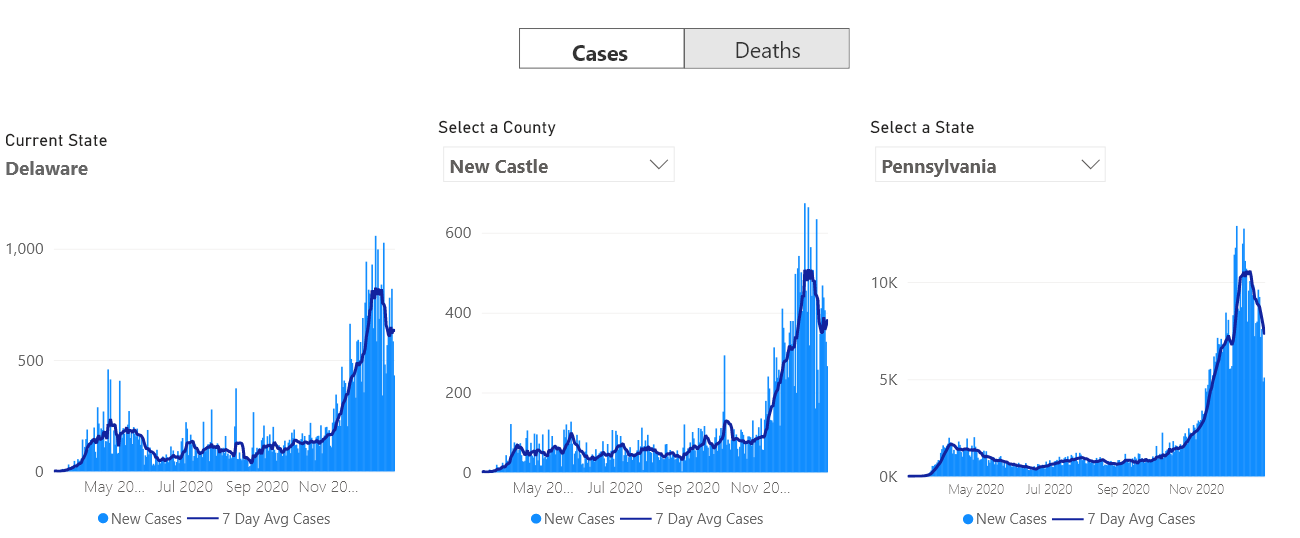 Cases
Deaths
Current State
Delaware
Select a County
New Castle
Select a State
Pennsylvania
1,000
500
0
May 20...
Jul 2020
Sep 2020
Nov 20...
New Cases
7 Day Avg Cases
600
400
200
0
May 20...
Jul 2020
Sep 2020
Nov 20...
New Cases
7 Day Avg Cases
10K
5K
0K
May 2020
Jul 2020
Sep 2020
Nov 2020
New Cases
7 Day Avg Cases